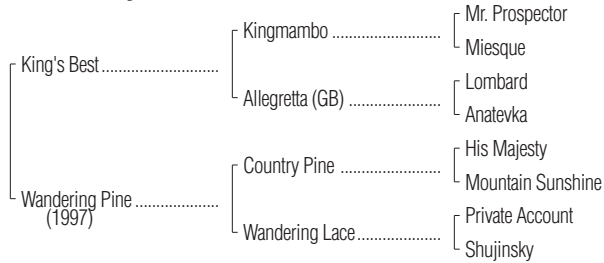 Mr. Prospector
Kingmambo ........................
Miesque
King's Best ..........................
Lombard
Allegretta (GB) ....................
Anatevka
His Majesty
Country Pine ......................
Mountain Sunshine
Wandering Pine ..................
(1997)
Private Account
Wandering Lace ..................
Shujinsky